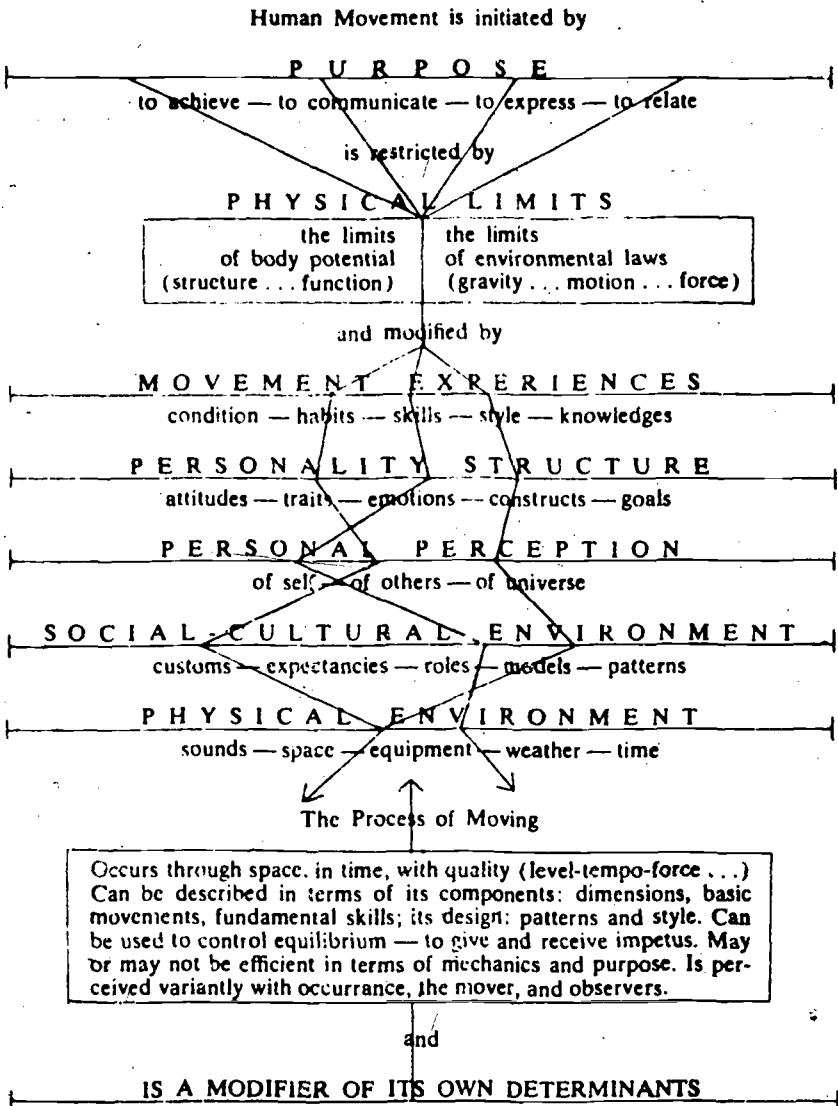 Human Movement is initiated by
PURPOSE
to achieve — to communicate — to express — to relate
is restricted by
PHYSICAL LIMITS
the limits the limits
of body potential of environmental laws
(structure ... function) (gravity ... motion ... force)
and modified by
MOVEMENT EXPERIENCES
condition — habits — skills — style — knowledges
PERSONALITY STRUCTURE
attitudes — traits — emotions — constructs — goals
PERSONAL PERCEPTION
of self — of others — of universe
SOCIAL-CULTURAL ENVIRONMENT
customs — expectancies — roles — models — patterns
PHYSICAL ENVIRONMENT
sounds — space — equipment — weather — time
The Process of Moving
Occurs through space, in time, with quality (level-tempo-force ...)
Can be described in terms of its components: dimensions, basic
movements, fundamental skills; its design: patterns and style. Can
be used to control equilibrium — to give and receive impetus. May
or may not be efficient in terms of mechanics and purpose. Is per-
ceived variantly with occurrance, the mover, and observers.
and
IS A MODIFIER OF ITS OWN DETERMINANTS